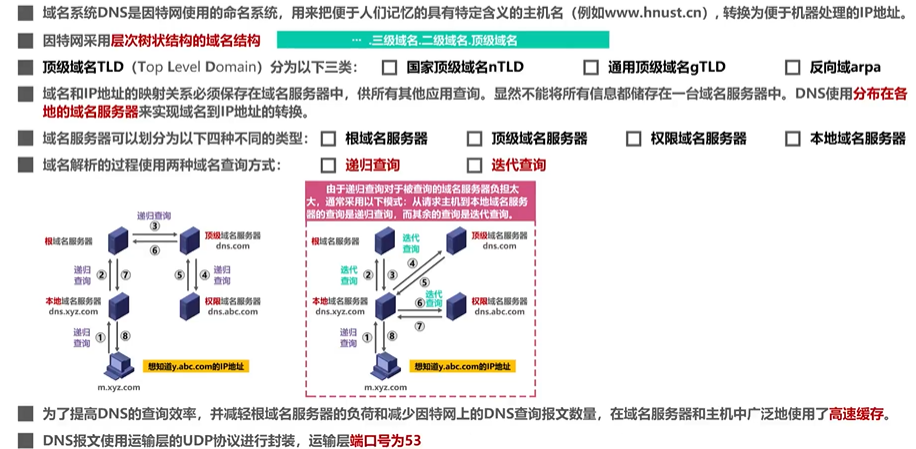 域名系统DNS是因特网使用的命名系统，用来把便于人们记忆的具有特定含义的主机名（例如www.hnust.cn），转换为便于机器处理的IP地址。
因特网采用层次树状结构的域名结构
… .三级域名.二级域名.顶级域名
顶级域名TLD（Top Level Domain）分为以下三类：
国家顶级域名nTLD
通用顶级域名gTLD
反向域arpa
域名和IP地址的映射关系必须保存在域名服务器中，供所有其他应用查询。显然不能将所有信息都储存在一台域名服务器中。DNS使用分布在各
地的域名服务器来实现域名到IP地址的转换。
域名服务器可以划分为以下四种不同的类型：
根域名服务器
顶级域名服务器
权限域名服务器
本地域名服务器
域名解析的过程使用两种域名查询方式：
递归查询
迭代查询
递归查询
③
根域名服务器
顶级域名服务器
dns.com
⑥
递归
查询
②
⑦
⑤
④
递归
查询
本地域名服务器
dns.xyz.com
权限域名服务器
dns.abc.com
递归
查询
①
⑧
想知道y.abc.com的IP地址
m.xyz.com
由于递归查询对于被查询的域名服务器负担太
大，通常采用以下模式：从请求主机到本地域名服务
器的查询是递归查询，而其余的查询是迭代查询。
根域名服务器
迭代
查询
顶级域名服务器
dns.com
迭代
查询
②
③
④
⑤
本地域名服务器
dns.xyz.com
⑥
迭代
查询
⑦
权限域名服务器
dns.abc.com
递归
查询
①
⑧
想知道y.abc.com的IP地址
m.xyz.com
为了提高DNS的查询效率，并减轻根域名服务器的负荷和减少因特网上的DNS查询报文数量，在域名服务器和主机中广泛地使用了高速缓存。
DNS报文使用运输层的UDP协议进行封装，运输层端口号为53